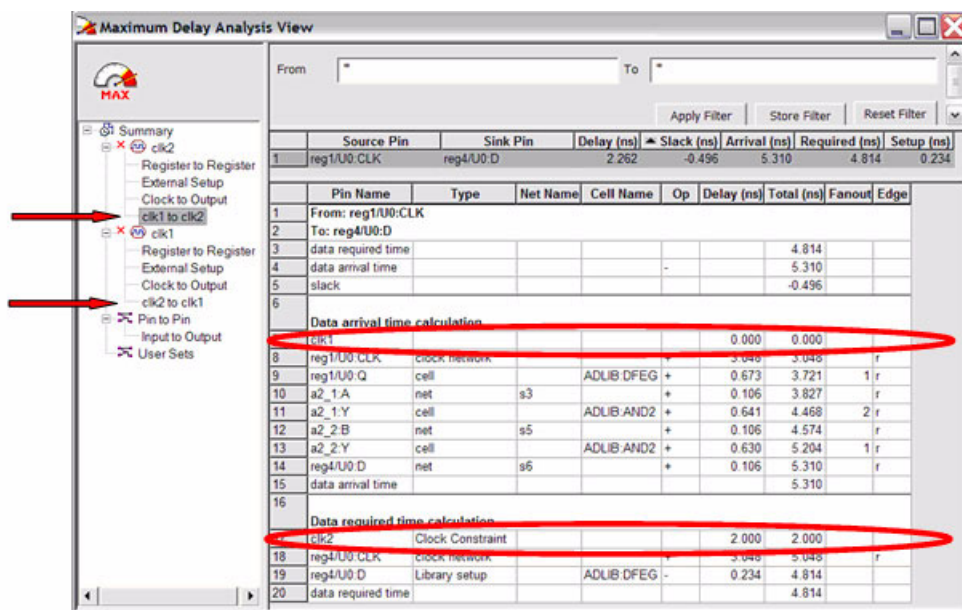 Maximum Delay Analysis View
MAX
Summary
clk2
Register to Register
External Setup
Clock to Output
clk1 to clk2
clk1
Register to Register
External Setup
Clock to Output
clk2 to clk1
Pin to Pin
Input to Output
User Sets
From * To *
Apply Filter Store Filter Reset Filter
Source Pin Sink Pin Delay (ns) Slack (ns) Arrival (ns) Required (ns) Setup (ns)
1 reg1/U0:CLK reg4/U0:D 2.262 -0.496 5.310 4.814 0.234
Pin Name Type Net Name Cell Name Op Delay (ns) Total (ns) Fanout Edge
1 From: reg1/U0:CLK
2 To: reg4/U0:D
3 data required time 4.814
4 data arrival time - 5.310
5 slack -0.496
6 Data arrival time calculation
clk1 0.000 0.000
8 reg1/U0:CLK clock network + 3.048 3.048 r
9 reg1/U0:Q cell ADLIB:DFEG + 0.673 3.721 1 r
10 a2_1:A net s3 + 0.106 3.827 r
11 a2_1:Y cell ADLIB:AND2 + 0.641 4.468 2 r
12 a2_2:B net s5 + 0.106 4.574 r
13 a2_2:Y cell ADLIB:AND2 + 0.630 5.204 1 r
14 reg4/U0:D net s6 + 0.106 5.310 r
15 data arrival time 5.310
16 Data required time calculation
clk2 Clock Constraint 2.000 2.000
18 reg4/U0:CLK clock network + 3.048 5.048 r
19 reg4/U0:D Library setup ADLIB:DFEG - 0.234 4.814
20 data required time 4.814